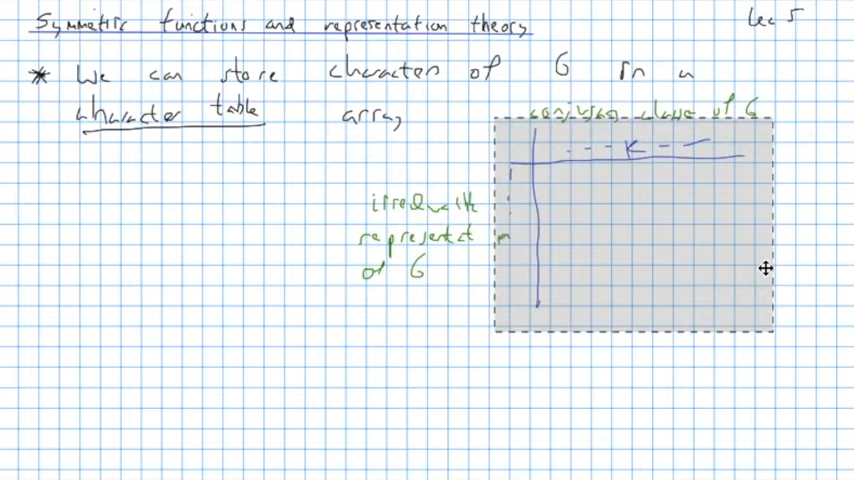 Symmetric functions and representation theory
Lec 5
* We can store characters of G in a
character table array
conjugacy classes of G
- - - K - -
irreducible
representation
of G